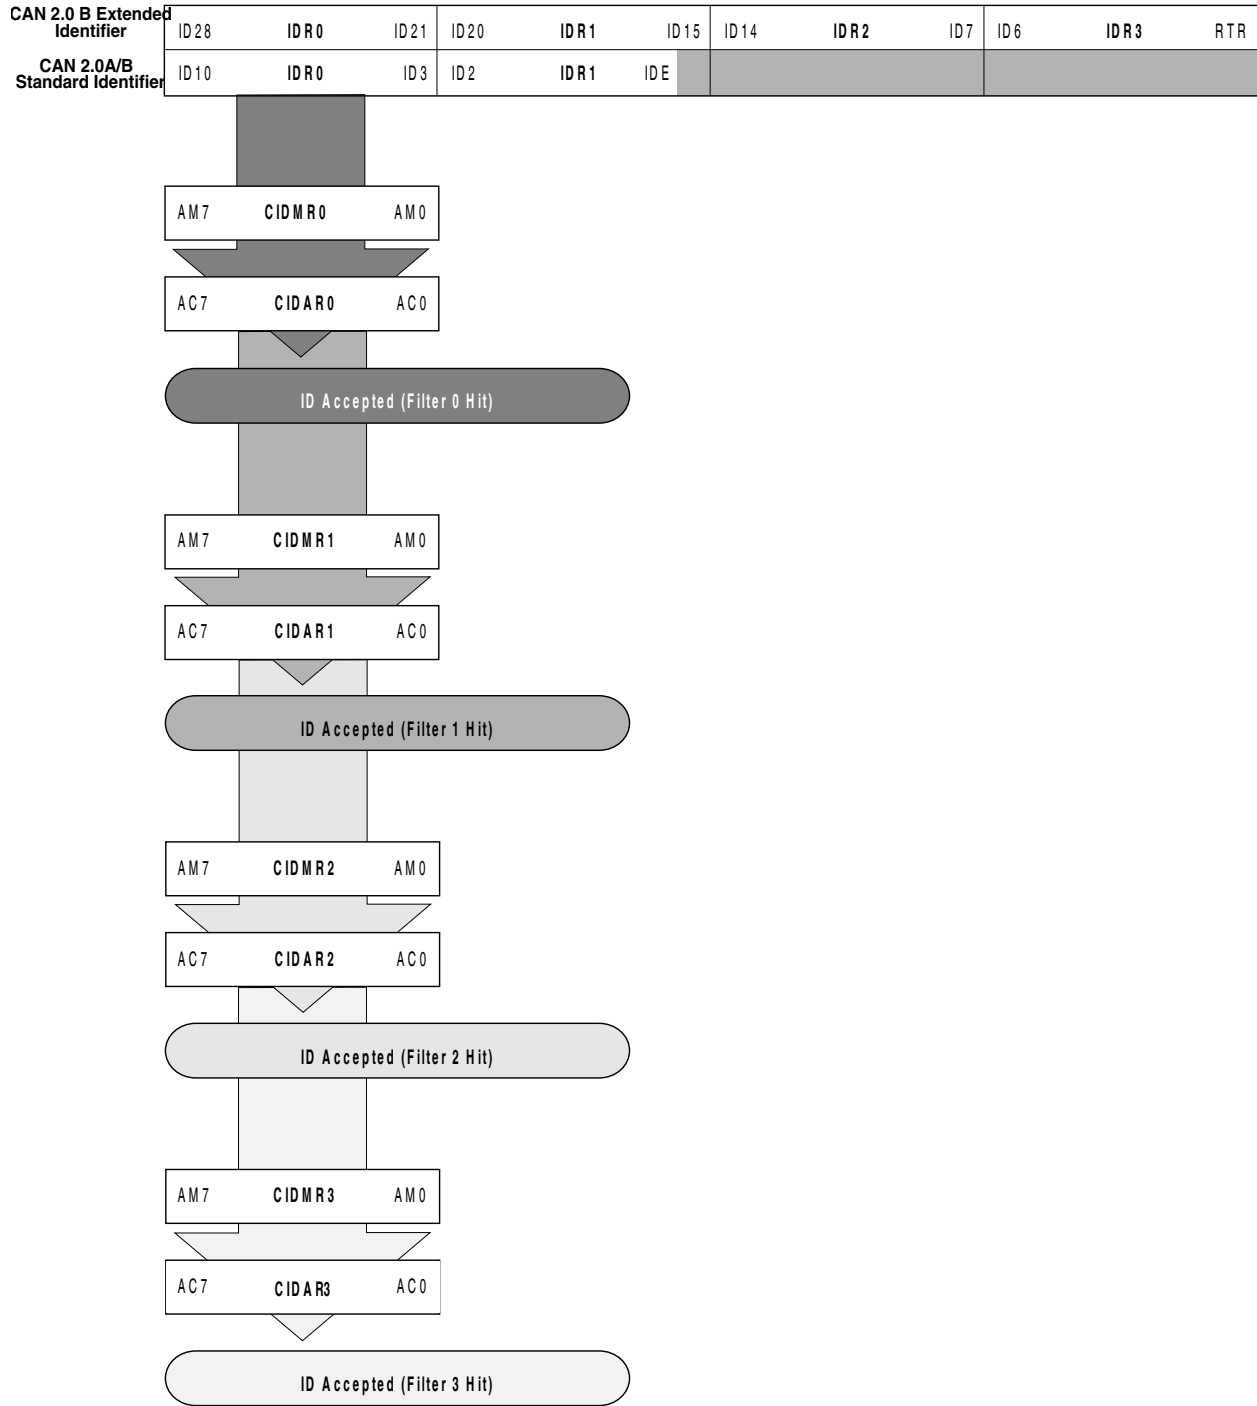 CAN 2.0 B Extended
Identifier
ID28 IDR0 ID21 ID20 IDR1 ID15 ID14 IDR2 ID7 ID6 IDR3 RTR
CAN 2.0A/B
Standard Identifier
ID10 IDR0 ID3 ID2 IDR1 IDE
AM7 CIDMR0 AM0
AC7 CIDAR0 AC0
ID Accepted (Filter 0 Hit)
AM7 CIDMR1 AM0
AC7 CIDAR1 AC0
ID Accepted (Filter 1 Hit)
AM7 CIDMR2 AM0
AC7 CIDAR2 AC0
ID Accepted (Filter 2 Hit)
AM7 CIDMR3 AM0
AC7 CIDAR3 AC0
ID Accepted (Filter 3 Hit)